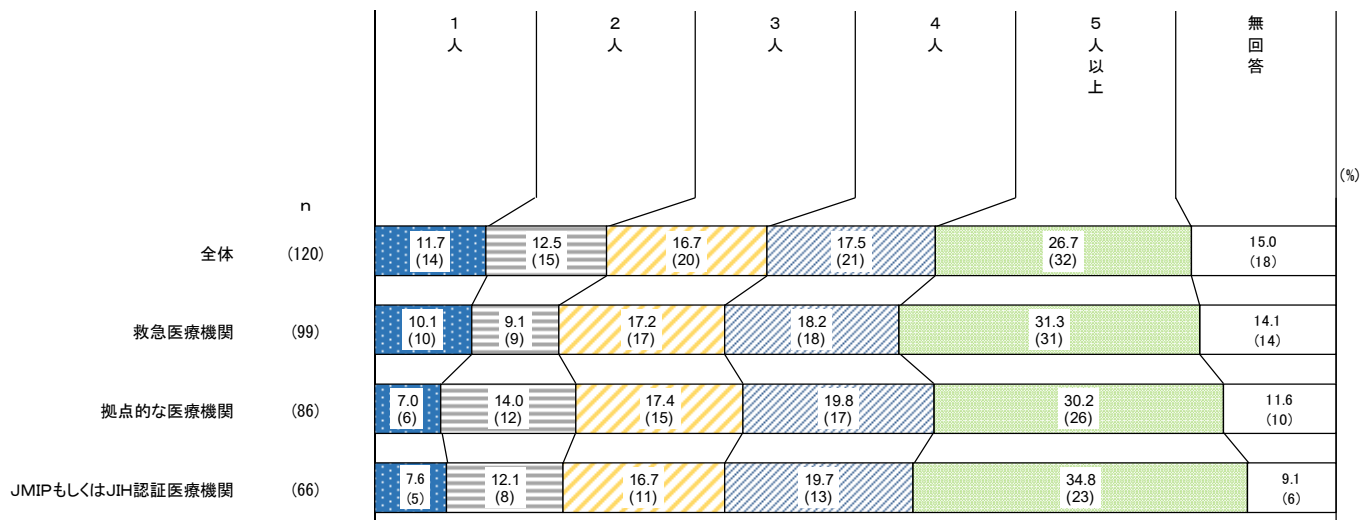 1人
2人
3人
4人
5人以上
無回答
(%)
n
全体 (120) 11.7 (14) 12.5 (15) 16.7 (20) 17.5 (21) 26.7 (32) 15.0 (18)
救急医療機関 (99) 10.1 (10) 9.1 (9) 17.2 (17) 18.2 (18) 31.3 (31) 14.1 (14)
拠点的な医療機関 (86) 7.0 (6) 14.0 (12) 17.4 (15) 19.8 (17) 30.2 (26) 11.6 (10)
JMIPもしくはJIH認証医療機関 (66) 7.6 (5) 12.1 (8) 16.7 (11) 19.7 (13) 34.8 (23) 9.1 (6)